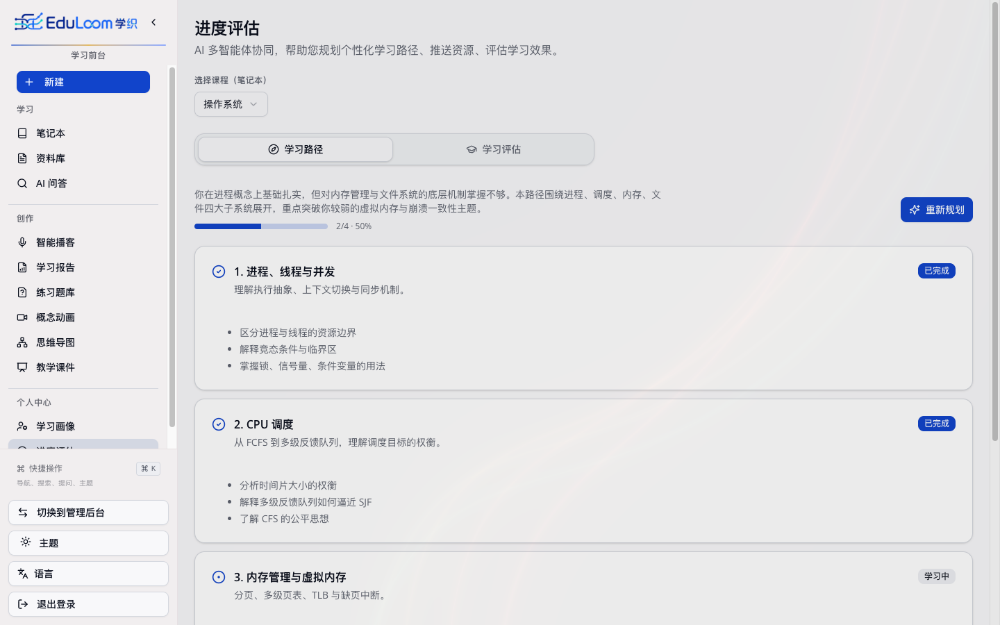 EduLoom 学织
学习前台
新建
学习
笔记本
资料库
AI 问答
创作
智能播客
学习报告
练习题库
概念动画
思维导图
教学课件
个人中心
学习画像
进度评估
快捷操作
⌘ K
导航、搜索、提问、主题
切换到管理后台
主题
语言
退出登录
进度评估
AI 多智能体协同，帮助您规划个性化学习路径、推送资源、评估学习效果。
选择课程（笔记本）
操作系统
学习路径
学习评估
你在进程概念上基础扎实，但对内存管理与文件系统的底层机制掌握不够。本路径围绕进程、调度、内存、文
件四大子系统展开，重点突破你较弱的虚拟内存与崩溃一致性主题。
2/4 · 50%
重新规划
1. 进程、线程与并发
已完成
理解执行抽象、上下文切换与同步机制。
• 区分进程与线程的资源边界
• 解释竞态条件与临界区
• 掌握锁、信号量、条件变量的用法
2. CPU 调度
已完成
从 FCFS 到多级反馈队列，理解调度目标的权衡。
• 分析时间片大小的权衡
• 解释多级反馈队列如何逼近 SJF
• 了解 CFS 的公平思想
3. 内存管理与虚拟内存
学习中
分页、多级页表、TLB 与缺页中断。